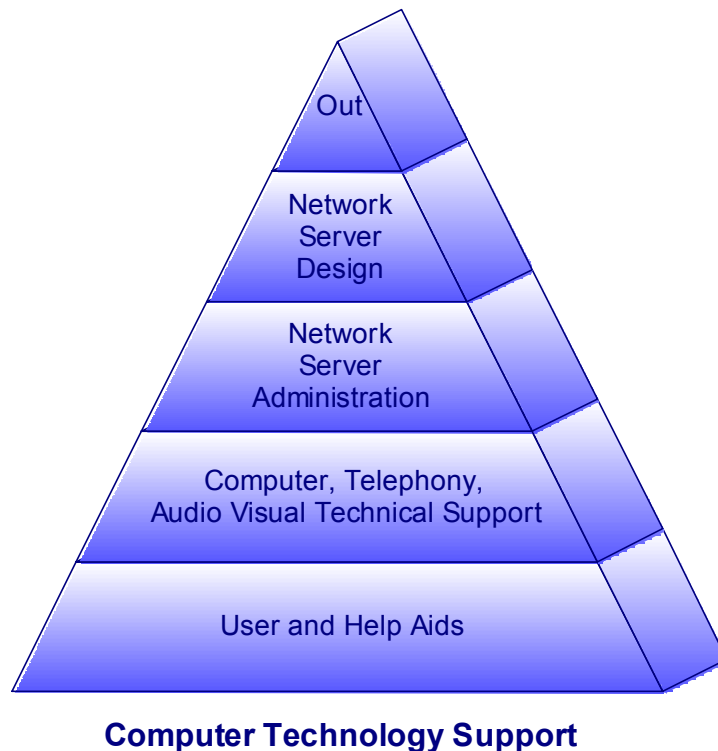 Out
Network
Server
Design
Network
Server
Administration
Computer, Telephony,
Audio Visual Technical Support
User and Help Aids
Computer Technology Support